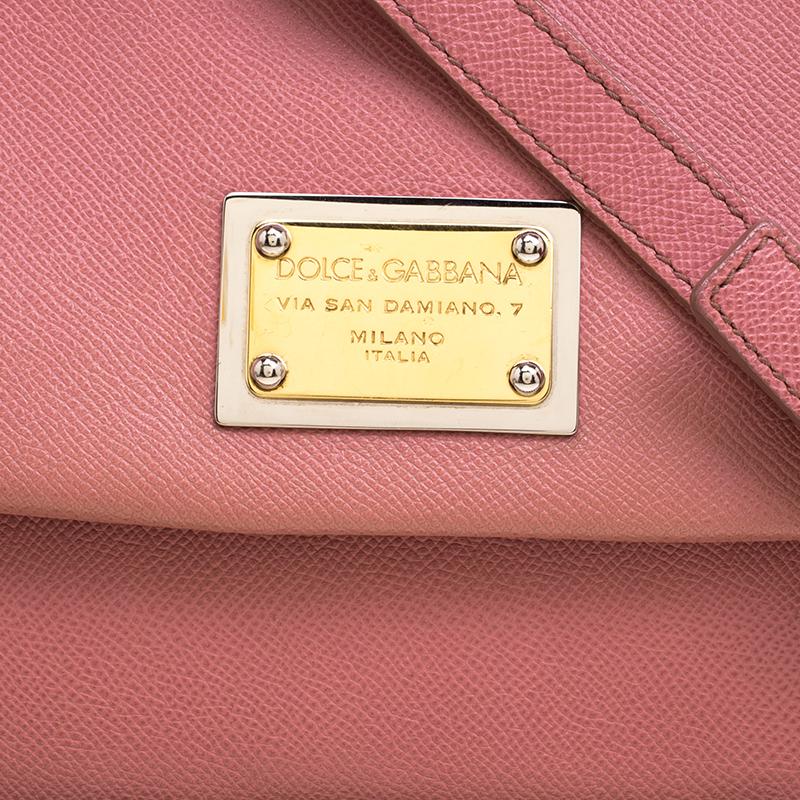 DOLCE & GABBANA
VIA SAN DAMIANO, 7
MILANO
ITALIA